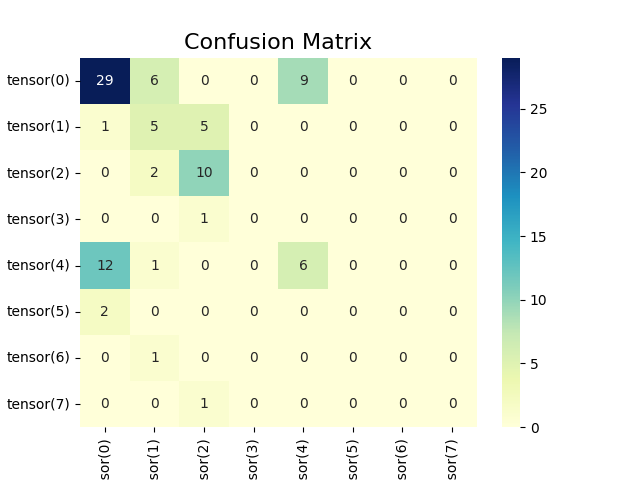 Confusion Matrix
tensor(0) 29 6 0 0 9 0 0 0
tensor(1) 1 5 5 0 0 0 0 0
tensor(2) 0 2 10 0 0 0 0 0
tensor(3) 0 0 1 0 0 0 0 0
tensor(4) 12 1 0 0 6 0 0 0
tensor(5) 2 0 0 0 0 0 0 0
tensor(6) 0 1 0 0 0 0 0 0
tensor(7) 0 0 1 0 0 0 0 0
sor(0) sor(1) sor(2) sor(3) sor(4) sor(5) sor(6) sor(7)
25
20
15
10
5
0